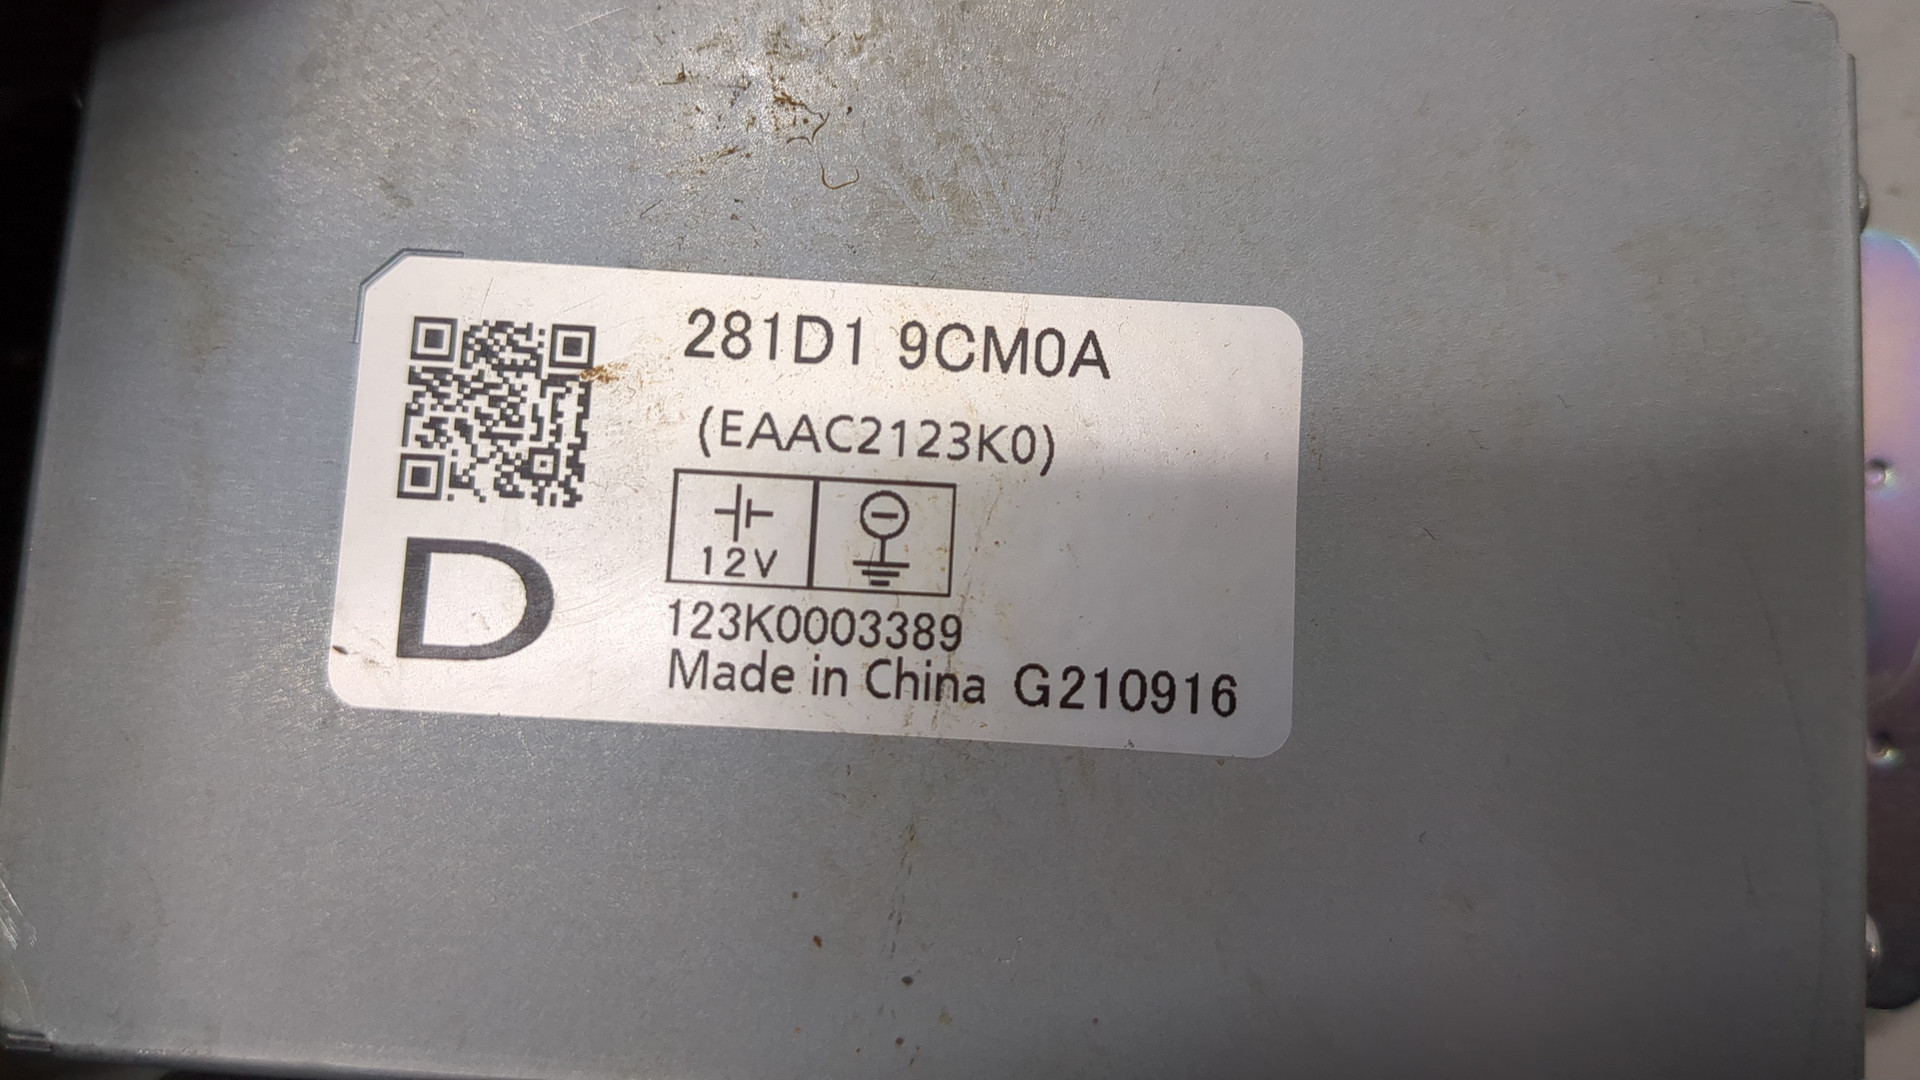 281D1 9CM0A
(EAAC2123K0)
12V
D
123K0003389
Made in China G210916